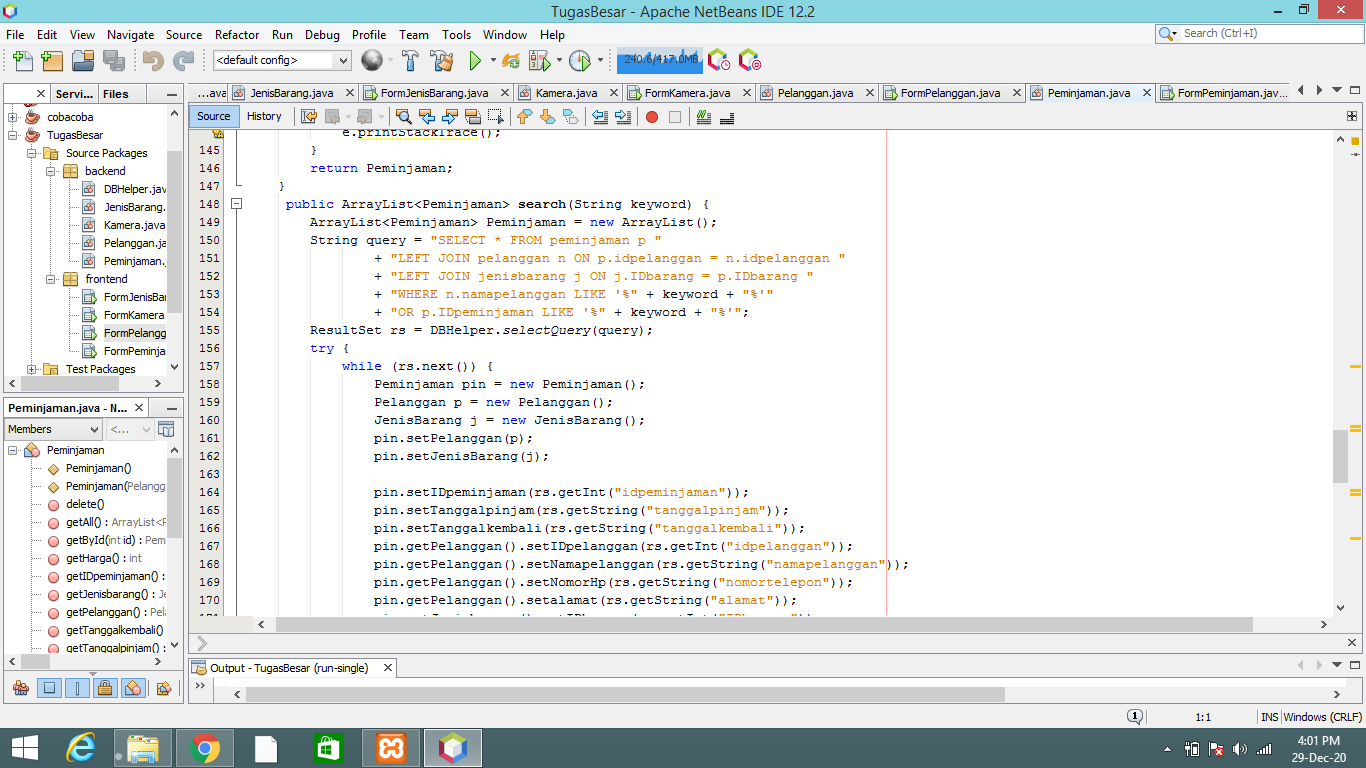 TugasBesar - Apache NetBeans IDE 12.2
File Edit View Navigate Source Refactor Run Debug Profile Team Tools Window Help
Search (Ctrl+I)
<default config>
240.6/417.0MB
Servi... Files
cobacoba
TugasBesar
Source Packages
backend
DBHelper.jav
JenisBarang.
Kamera.java
Pelanggan.ja
Peminjaman.
frontend
FormJenisBar
FormKamera.
FormPelangg
FormPeminja
Test Packages
Peminjaman.java - N...
Members
<...
Peminjaman
Peminjaman()
Peminjaman(Pelangg
delete()
getAll() : ArrayList<P
getById(int id) : Pem
getHarga() : int
getIDpeminjaman() :
getJenisbarang() : Je
getPelanggan() : Pel
getTanggalkembali()
getTanggalpinjam() :
...ava JenisBarang.java FormJenisBarang.java Kamera.java FormKamera.java Pelanggan.java FormPelanggan.java Peminjaman.java FormPeminjaman.jav...
Source History
e.printStackTrace();
145 }
146 return Peminjaman;
147 }
148 public ArrayList<Peminjaman> search(String keyword) {
149 ArrayList<Peminjaman> Peminjaman = new ArrayList();
150 String query = "SELECT * FROM peminjaman p "
151 + "LEFT JOIN pelanggan n ON p.idpelanggan = n.idpelanggan "
152 + "LEFT JOIN jenisbarang j ON j.IDbarang = p.IDbarang "
153 + "WHERE n.namapelanggan LIKE '%" + keyword + "%'"
154 + "OR p.IDpeminjaman LIKE '%" + keyword + "%'";
155 ResultSet rs = DBHelper.selectQuery(query);
156 try {
157 while (rs.next()) {
158 Peminjaman pin = new Peminjaman();
159 Pelanggan p = new Pelanggan();
160 JenisBarang j = new JenisBarang();
161 pin.setPelanggan(p);
162 pin.setJenisBarang(j);
163
164 pin.setIDpeminjaman(rs.getInt("idpeminjaman"));
165 pin.setTanggalpinjam(rs.getString("tanggalpinjam"));
166 pin.setTanggalkembali(rs.getString("tanggalkembali"));
167 pin.getPelanggan().setIDpelanggan(rs.getInt("idpelanggan"));
168 pin.getPelanggan().setNamapelanggan(rs.getString("namapelanggan"));
169 pin.getPelanggan().setNomorHp(rs.getString("nomortelepon"));
170 pin.getPelanggan().setalamat(rs.getString("alamat"));
Output - TugasBesar (run-single)
1:1 INS Windows (CRLF)
4:01 PM
29-Dec-20